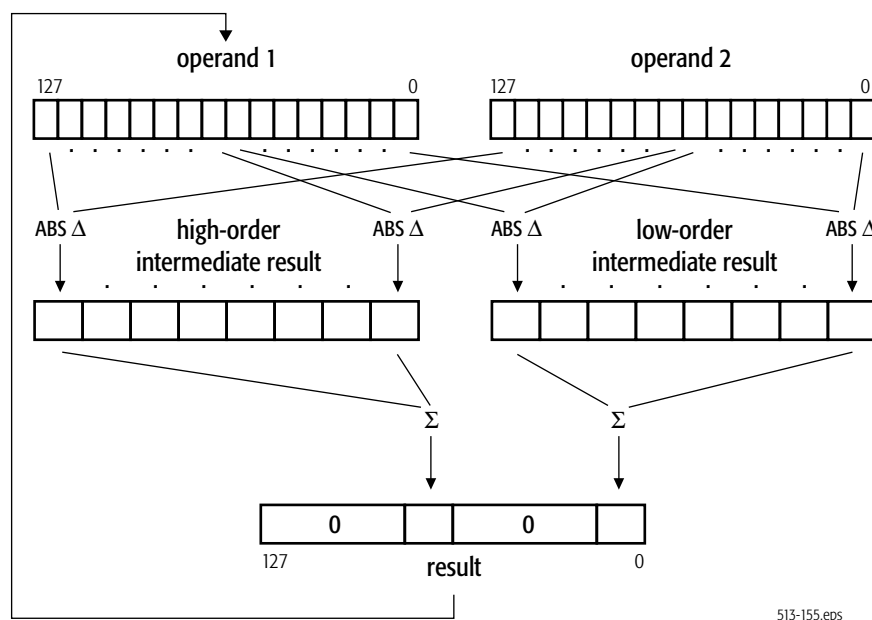 operand 1
operand 2
127
0
127
0
ABS Δ
high-order
intermediate result
ABS Δ
ABS Δ
low-order
intermediate result
ABS Δ
Σ
Σ
0
0
127
result
0
513-155.eps